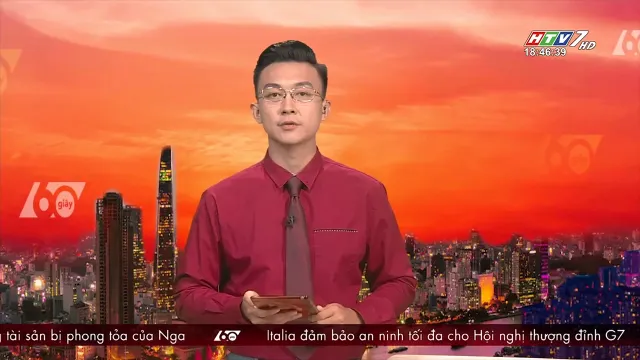 HTV7 HD
18:46:39
60 giây
g tài sản bị phong tỏa của Nga 60 Italia đảm bảo an ninh tối đa cho Hội nghị thượng đỉnh G7